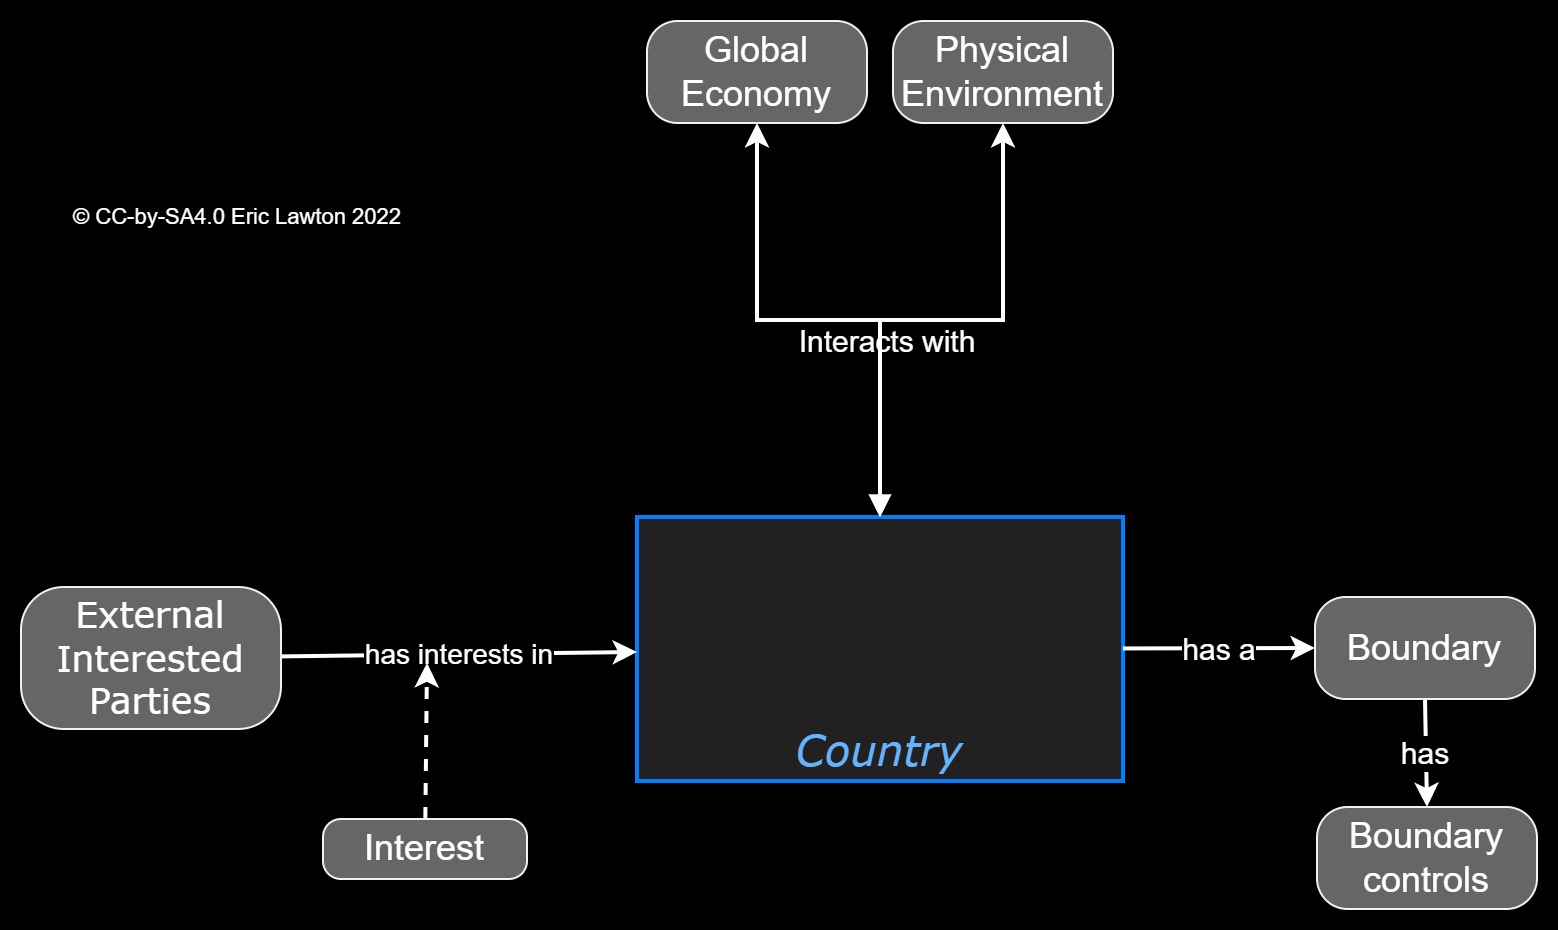 Global
Economy
Physical
Environment
© CC-by-SA4.0 Eric Lawton 2022
Interacts with
External
Interested
Parties
has interests in
has a
Boundary
Country
has
Interest
Boundary
controls